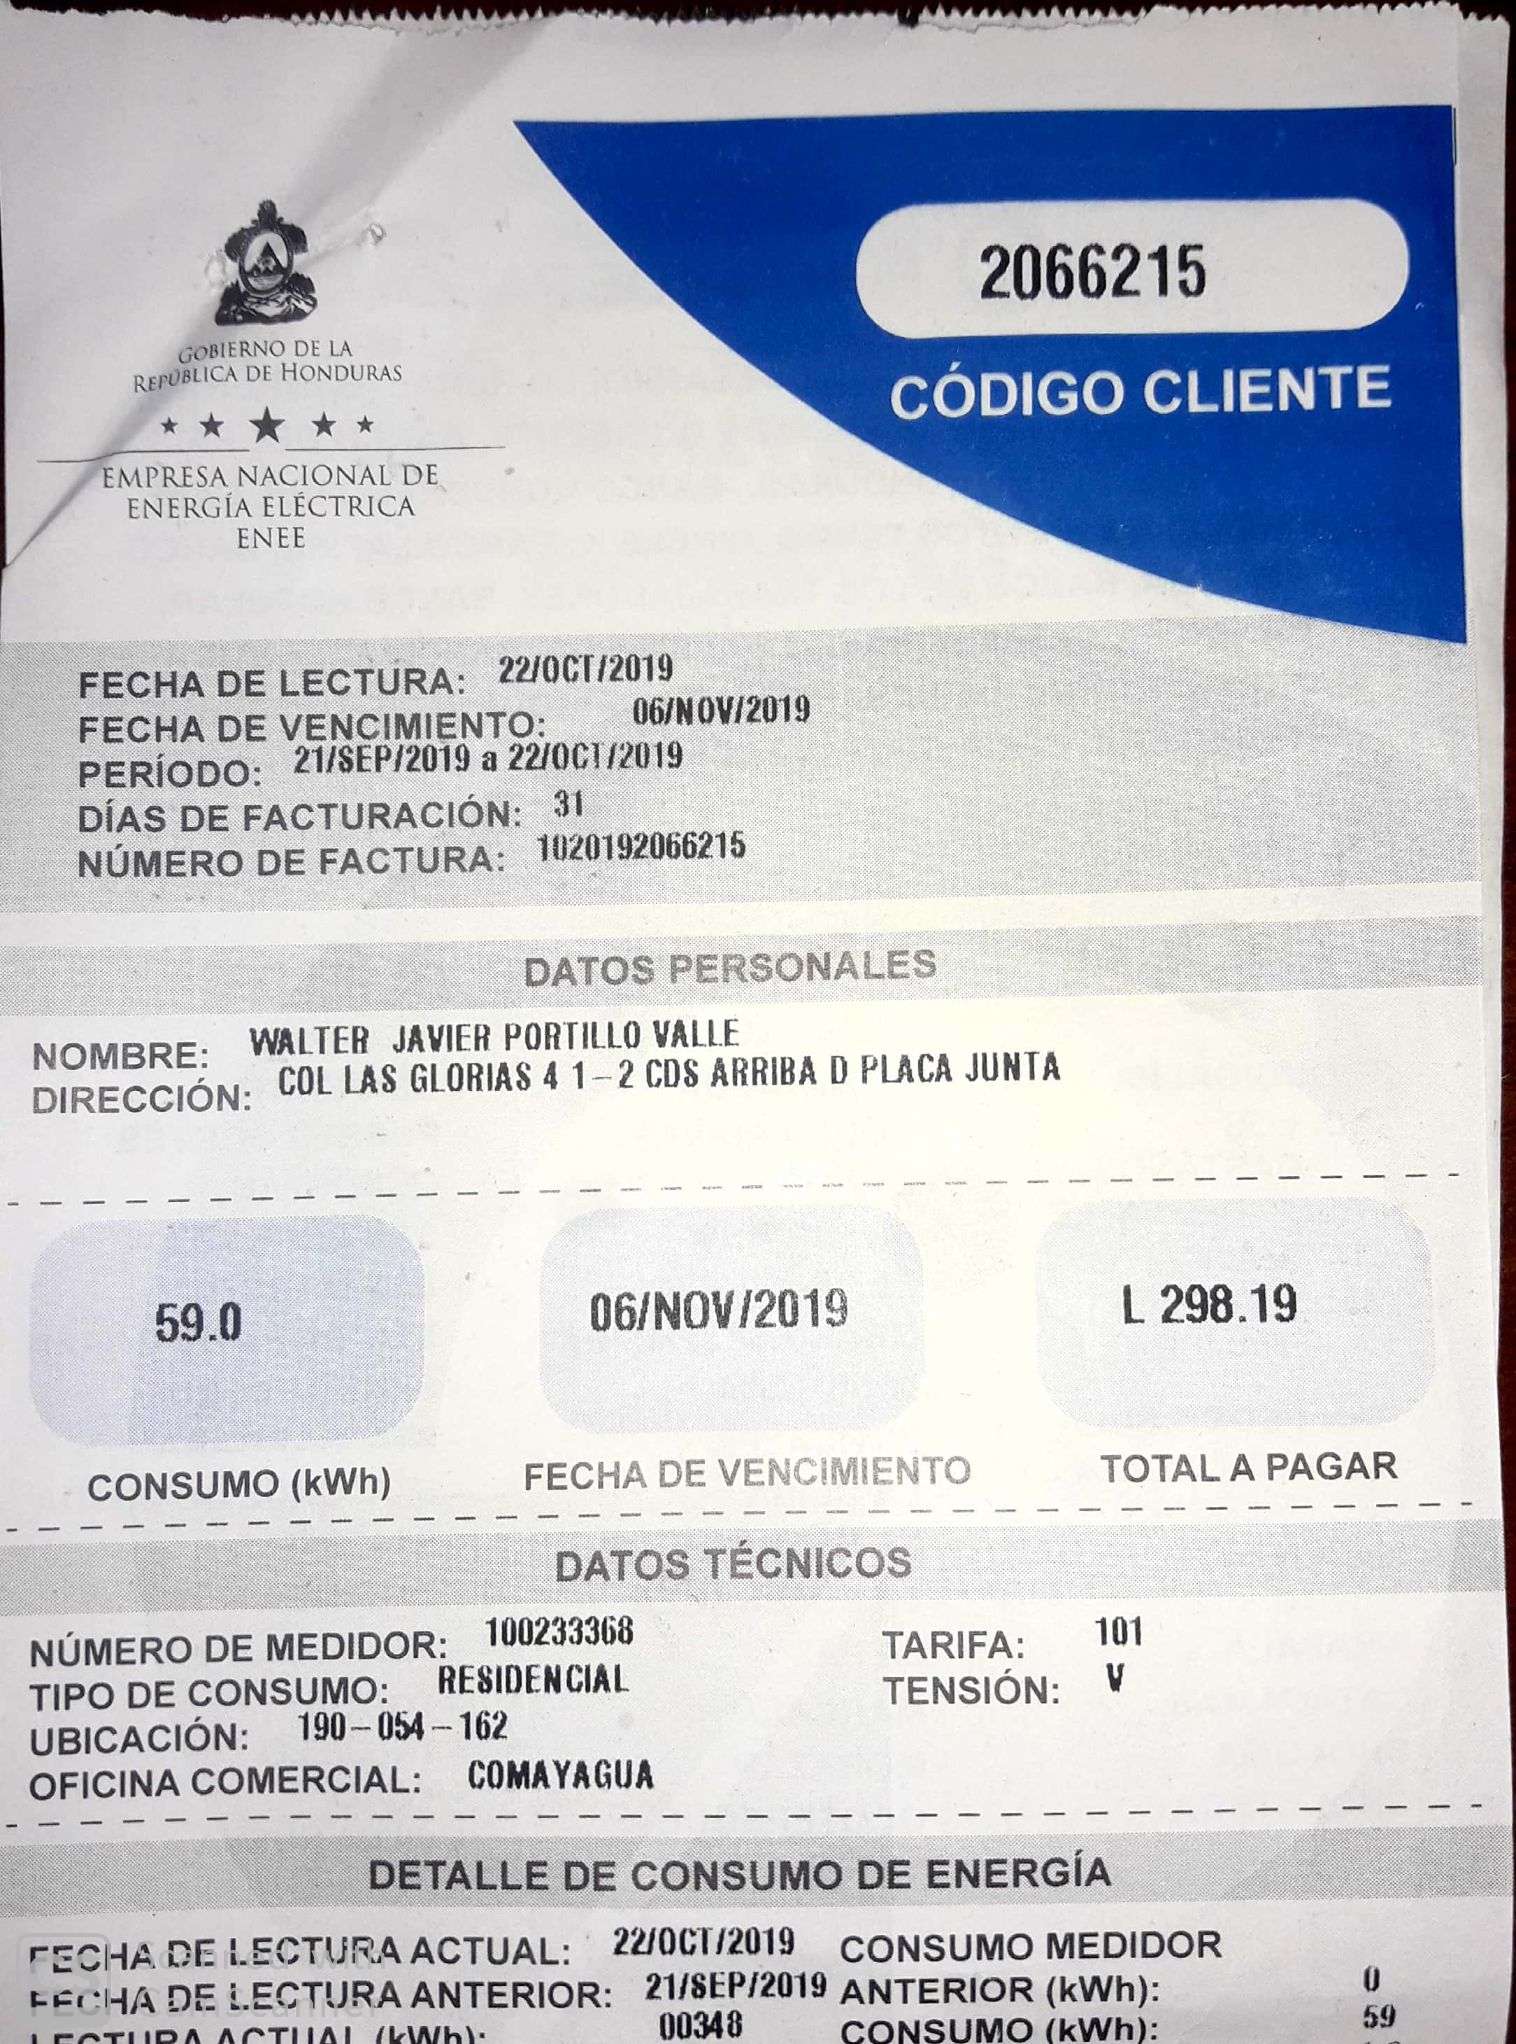 2066215
CÓDIGO CLIENTE
GOBIERNO DE LA
REPÚBLICA DE HONDURAS
EMPRESA NACIONAL DE
ENERGÍA ELÉCTRICA
ENEE
FECHA DE LECTURA: 22/OCT/2019
FECHA DE VENCIMIENTO: 06/NOV/2019
PERÍODO: 21/SEP/2019 a 22/OCT/2019
DÍAS DE FACTURACIÓN: 31
NÚMERO DE FACTURA: 1020192066215
DATOS PERSONALES
NOMBRE: WALTER JAVIER PORTILLO VALLE
DIRECCIÓN: COL LAS GLORIAS 4 1-2 CDS ARRIBA D PLACA JUNTA
59.0 06/NOV/2019 L 298.19
CONSUMO (kWh) FECHA DE VENCIMIENTO TOTAL A PAGAR
DATOS TÉCNICOS
NÚMERO DE MEDIDOR: 100233368 TARIFA: 101
TIPO DE CONSUMO: RESIDENCIAL TENSIÓN: V
UBICACIÓN: 190-054-162
OFICINA COMERCIAL: COMAYAGUA
DETALLE DE CONSUMO DE ENERGÍA
FECHA DE LECTURA ACTUAL: 22/OCT/2019 CONSUMO MEDIDOR
FECHA DE LECTURA ANTERIOR: 21/SEP/2019 ANTERIOR (kWh): 0
LECTURA ACTUAL (kWh): 00348 CONSUMO (kWh): 59